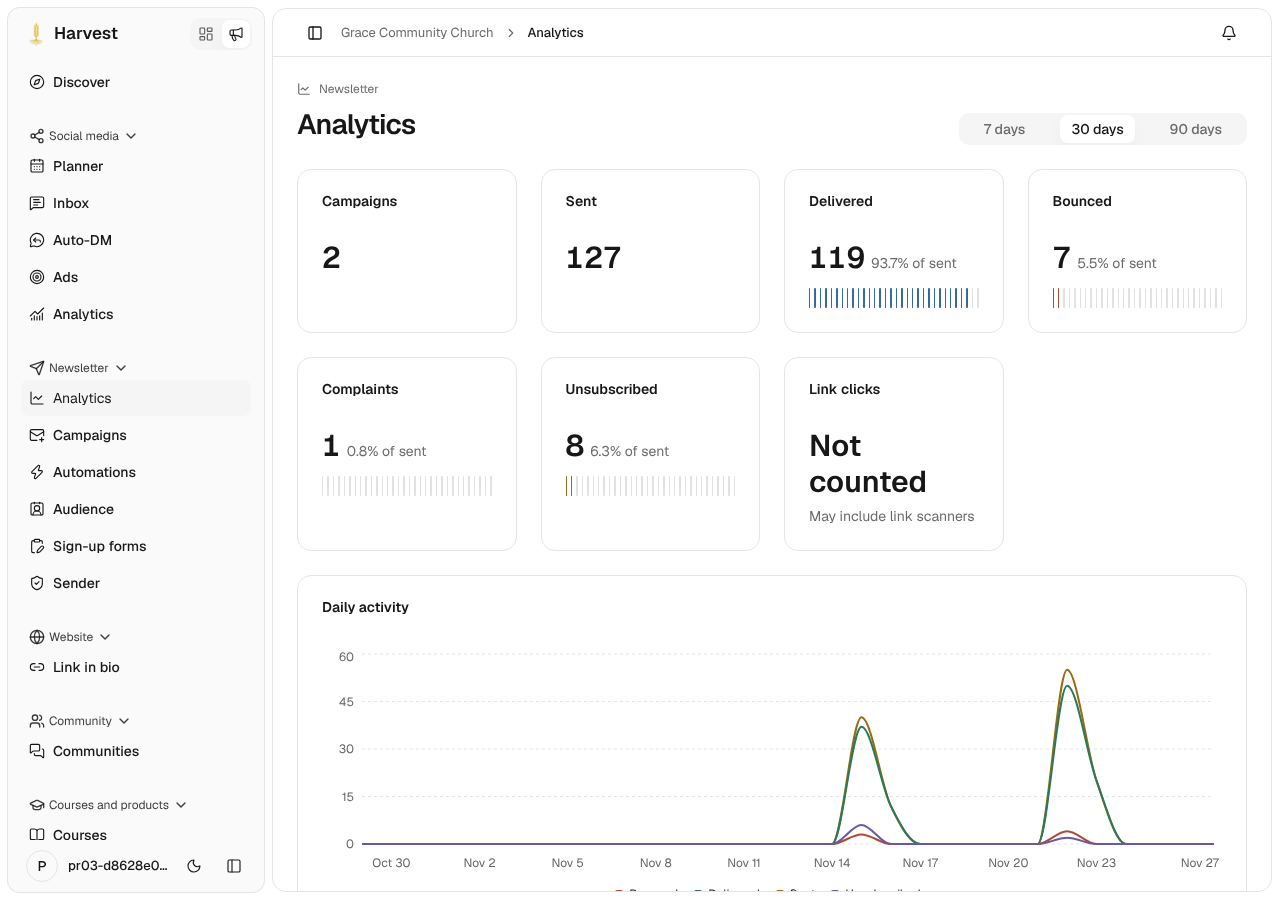 Harvest
Discover
Social media
Planner
Inbox
Auto-DM
Ads
Analytics
Newsletter
Analytics
Campaigns
Automations
Audience
Sign-up forms
Sender
Website
Link in bio
Community
Communities
Courses and products
Courses
P
pr03-d8628e0...
Grace Community Church
Analytics
Newsletter
Analytics
7 days
30 days
90 days
Campaigns
2
Sent
127
Delivered
119 93.7% of sent
Bounced
7 5.5% of sent
Complaints
1 0.8% of sent
Unsubscribed
8 6.3% of sent
Link clicks
Not
counted
May include link scanners
Daily activity
60
45
30
15
0
Oct 30
Nov 2
Nov 5
Nov 8
Nov 11
Nov 14
Nov 17
Nov 20
Nov 23
Nov 27